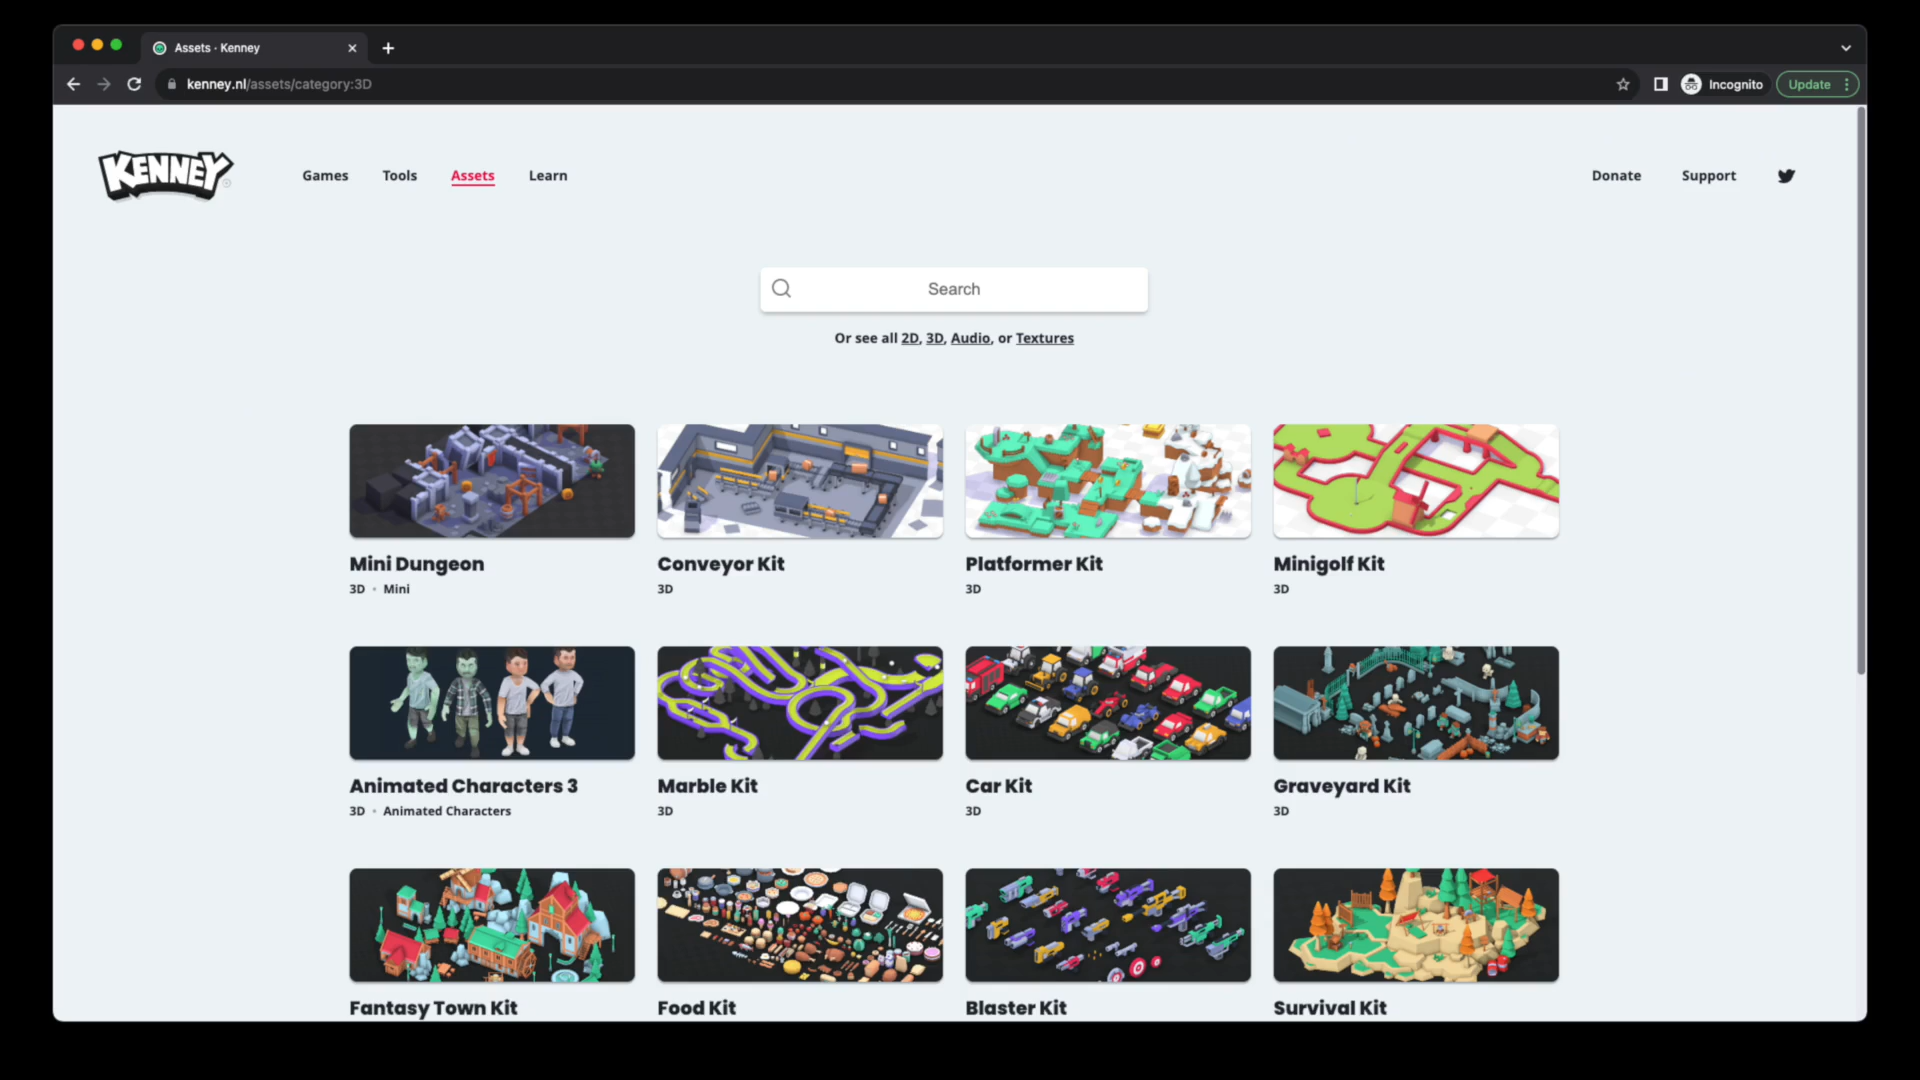 Assets · Kenney
kenney.nl/assets/category:3D
Incognito
Update
KENNEY
Games
Tools
Assets
Learn
Donate
Support
Search
Or see all 2D, 3D, Audio, or Textures
Mini Dungeon
3D • Mini
Conveyor Kit
3D
Platformer Kit
3D
Minigolf Kit
3D
Animated Characters 3
3D • Animated Characters
Marble Kit
3D
Car Kit
3D
Graveyard Kit
3D
Fantasy Town Kit
Food Kit
Blaster Kit
Survival Kit